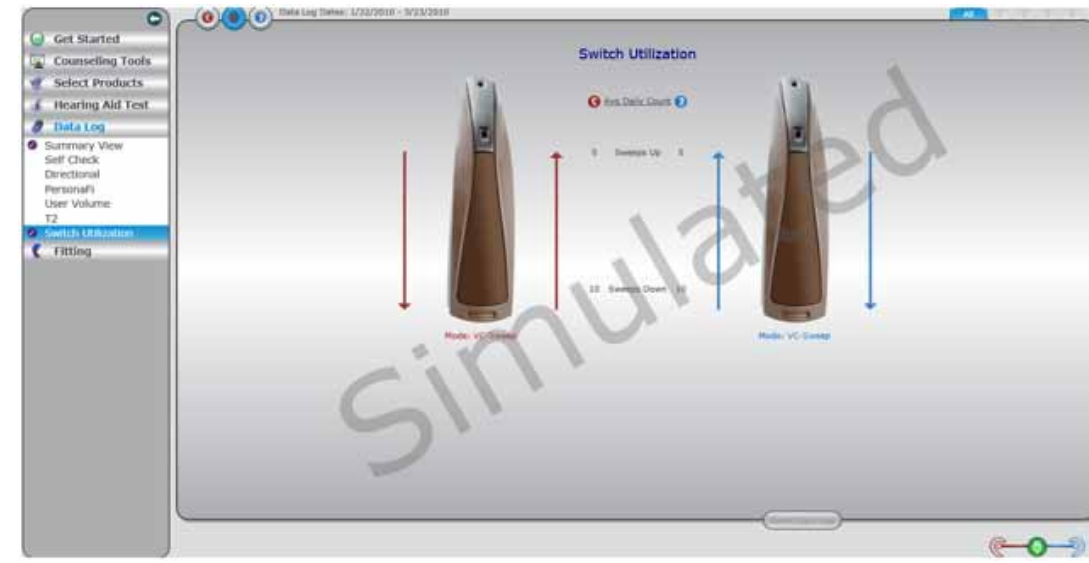 Data Log Dates: 1/22/2010 - 3/23/2010
All
Get Started
Counseling Tools
Select Products
Hearing Aid Test
Data Log
Summary View
Self Check
Directional
PersonaFi
User Volume
T2
Switch Utilization
Fitting
Switch Utilization
Avg Daily Count
5 Sweeps Up 5
10 Sweeps Down 10
Mode: VC-Sweep
Mode: VC-Sweep
Simulated